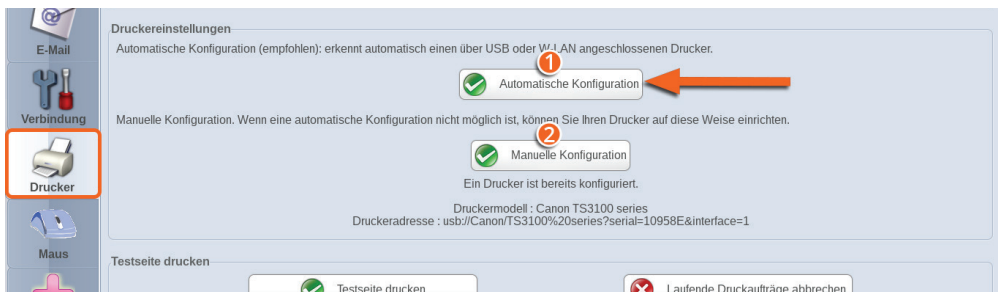 Druckereinstellungen
E-Mail
Automatische Konfiguration (empfohlen): erkennt automatisch einen über USB oder W-LAN angeschlossenen Drucker.
1
Automatische Konfiguration
Verbindung
Manuelle Konfiguration. Wenn eine automatische Konfiguration nicht möglich ist, können Sie Ihren Drucker auf diese Weise einrichten.
2
Manuelle Konfiguration
Drucker
Ein Drucker ist bereits konfiguriert.
Druckermodell : Canon TS3100 series
Druckeradresse : usb://Canon/TS3100%20series?serial=10958E&interface=1
Maus
Testseite drucken
Testseite drucken
Laufende Druckaufträge abbrechen